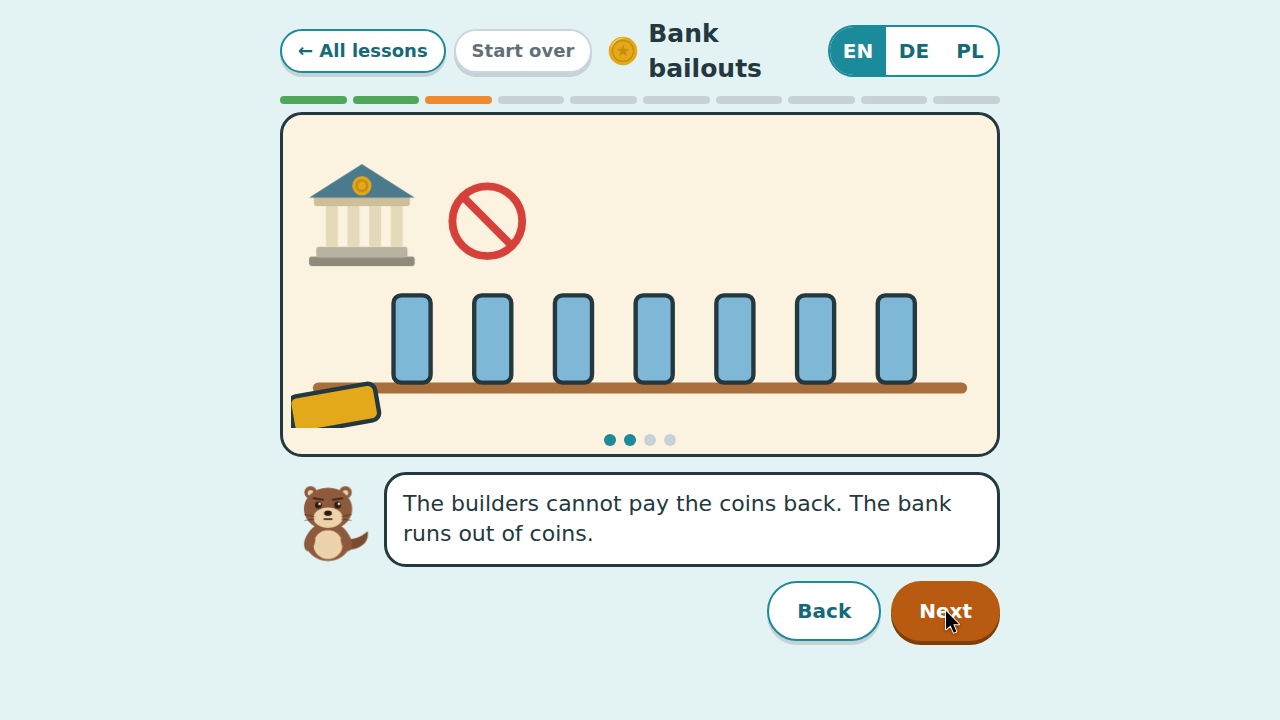 ← All lessons
Start over
Bank
bailouts
EN
DE
PL
The builders cannot pay the coins back. The bank
runs out of coins.
Back
Next